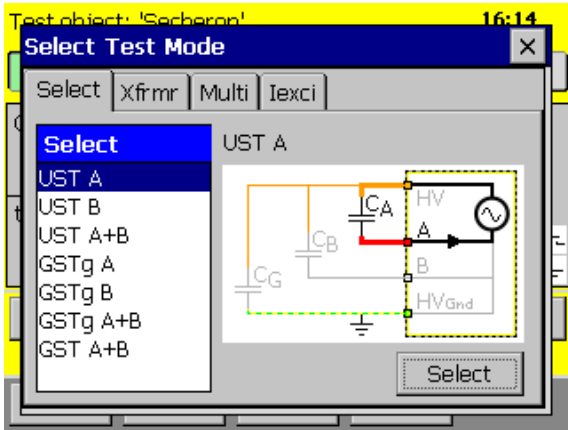 Test object: 'Secheron'
16:14
Select Test Mode
Select
Xfrmr
Multi
Iexci
Select
UST A
UST B
UST A+B
GSTg A
GSTg B
GSTg A+B
GST A+B
UST A
CA
HV
A
CB
B
CG
HVGnd
Select